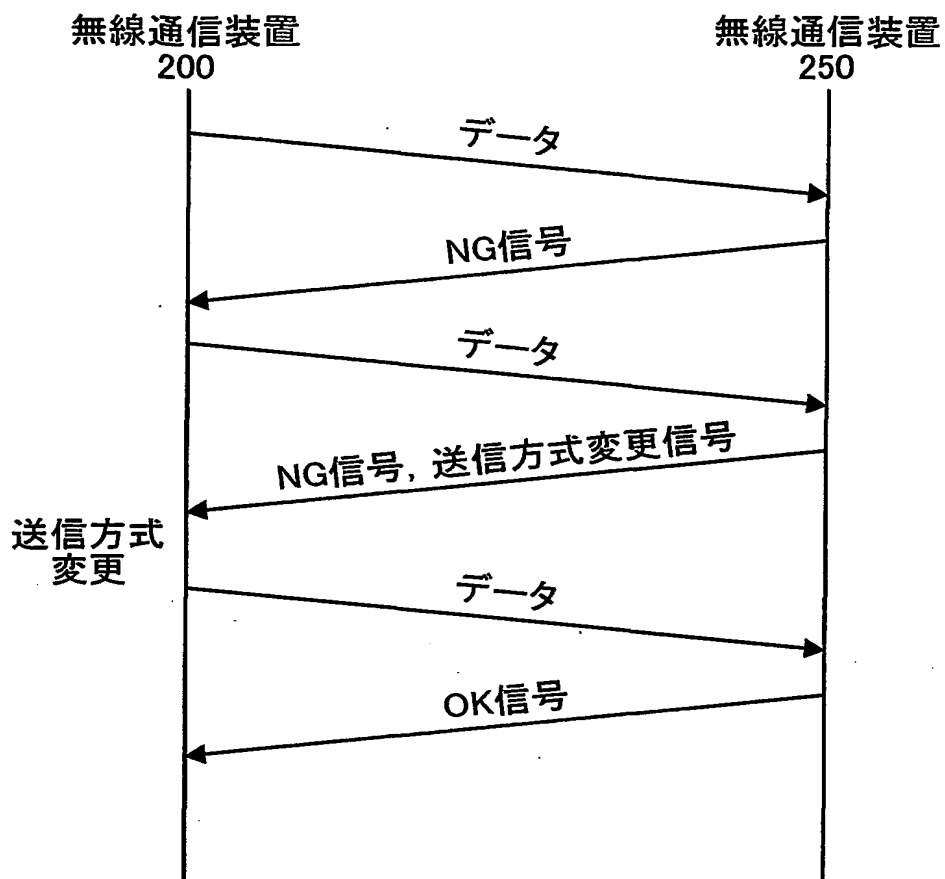 無線通信装置
200
無線通信装置
250
データ
NG信号
データ
NG信号, 送信方式変更信号
送信方式
変更
データ
OK信号